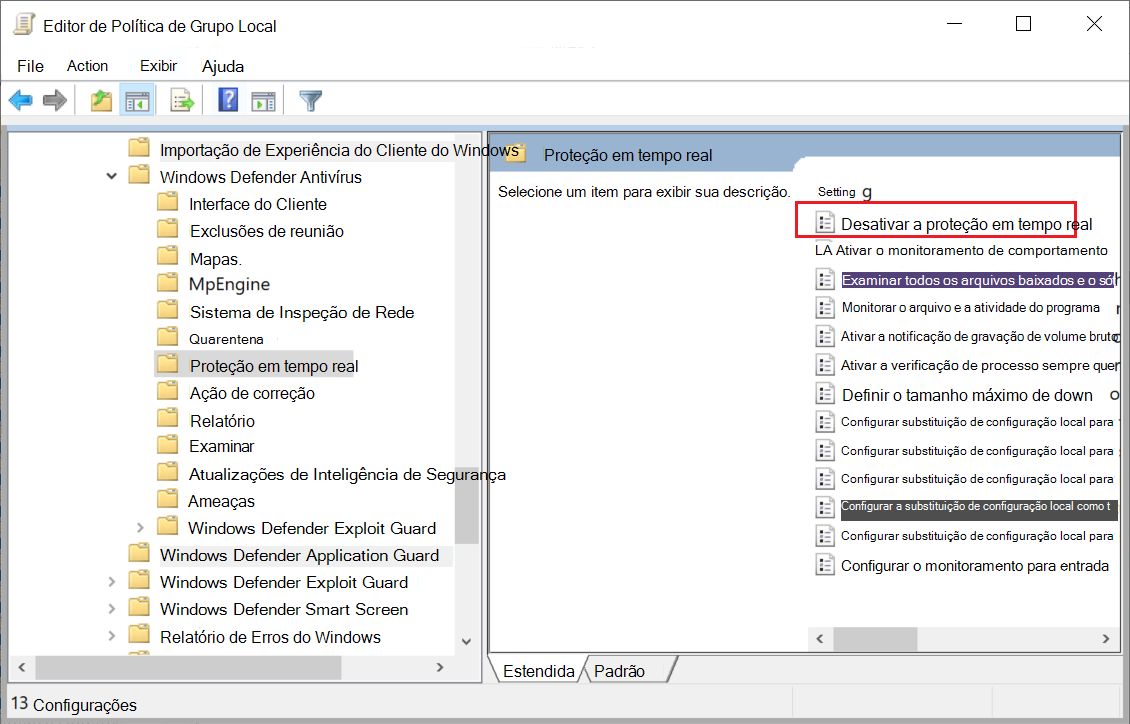 Editor de Política de Grupo Local
File Action Exibir Ajuda
Importação de Experiência do Cliente do Windows
Windows Defender Antivírus
Interface do Cliente
Exclusões de reunião
Mapas.
MpEngine
Sistema de Inspeção de Rede
Quarentena
Proteção em tempo real
Ação de correção
Relatório
Examinar
Atualizações de Inteligência de Segurança
Ameaças
Windows Defender Exploit Guard
Windows Defender Application Guard
Windows Defender Exploit Guard
Windows Defender Smart Screen
Relatório de Erros do Windows
Proteção em tempo real
Selecione um item para exibir sua descrição.
Setting g
Desativar a proteção em tempo real
LA Ativar o monitoramento de comportamento
Examinar todos os arquivos baixados e o
Monitorar o arquivo e a atividade do programa
Ativar a notificação de gravação de volume bruto
Ativar a verificação de processo sempre que
Definir o tamanho máximo de down o
Configurar substituição de configuração local para
Configurar substituição de configuração local para
Configurar substituição de configuração local para
Configurar a substituição de configuração local como t
Configurar substituição de configuração local para
Configurar o monitoramento para entrada
Estendida Padrão
13 Configurações